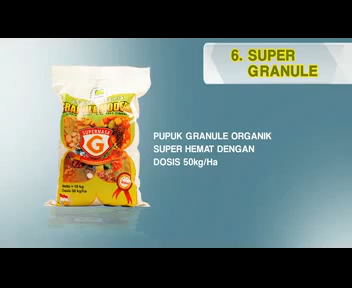 6. SUPER
GRANULE
SUPERNASA
G
PUPUK GRANULE ORGANIK
SUPER HEMAT DENGAN
DOSIS 50kg/Ha